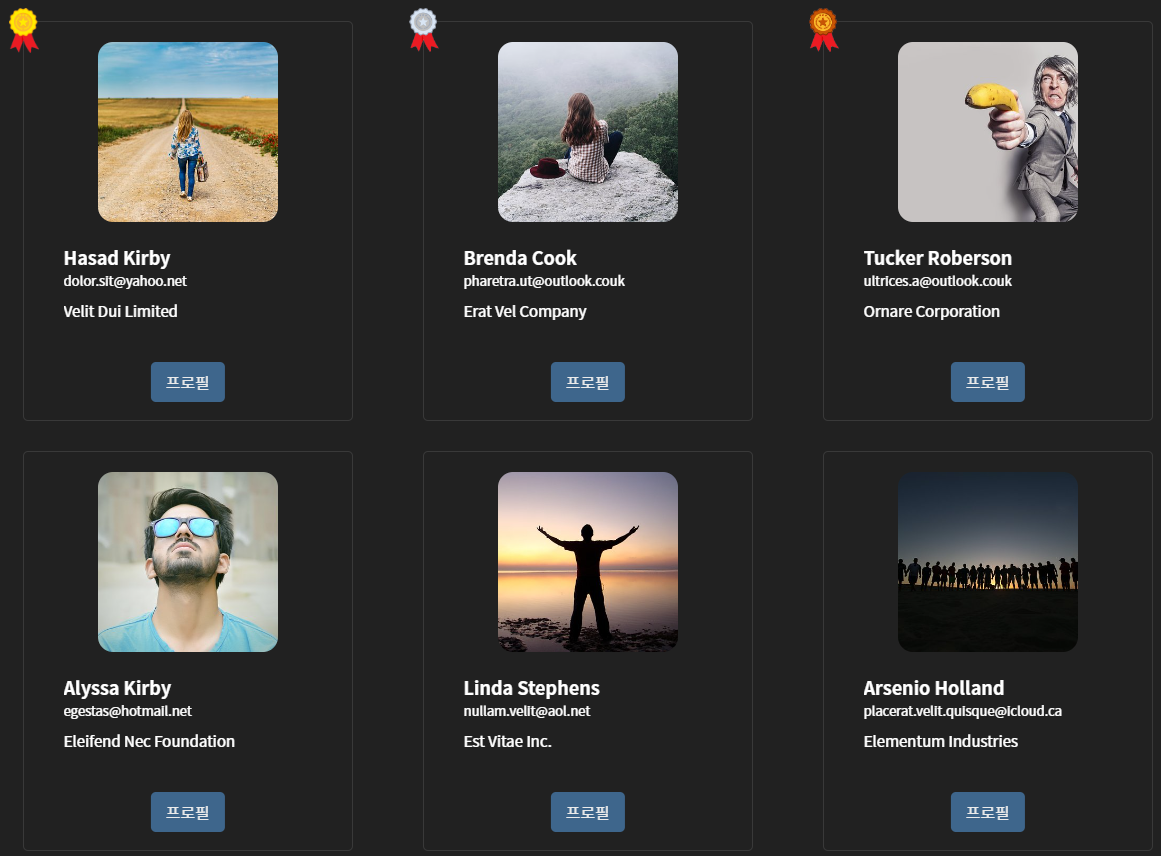 Hasad Kirby
dolor.sit@yahoo.net
Velit Dui Limited
프로필
Brenda Cook
pharetra.ut@outlook.couk
Erat Vel Company
프로필
Tucker Roberson
ultrices.a@outlook.couk
Ornare Corporation
프로필
Alyssa Kirby
egestas@hotmail.net
Eleifend Nec Foundation
프로필
Linda Stephens
nullam.velit@aol.net
Est Vitae Inc.
프로필
Arsenio Holland
placerat.velit.quisque@icloud.ca
Elementum Industries
프로필